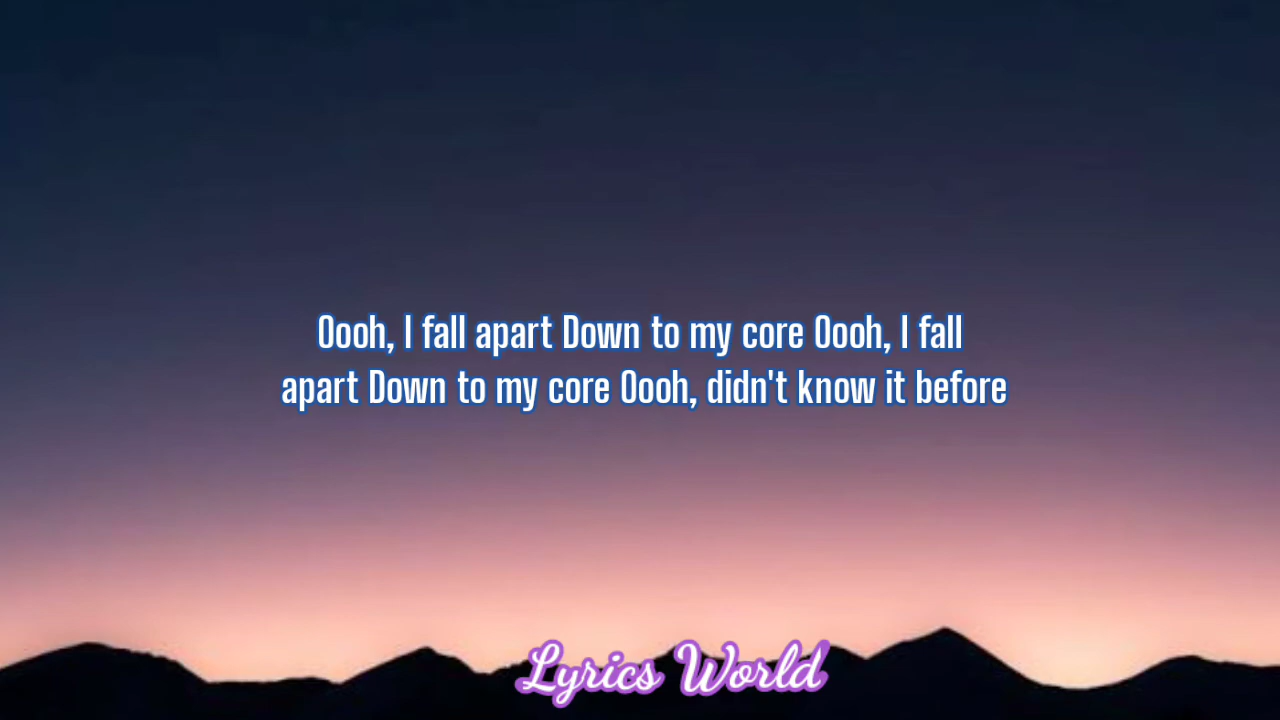 Oooh, I fall apart Down to my core Oooh, I fall
apart Down to my core Oooh, didn't know it before
Lyrics World